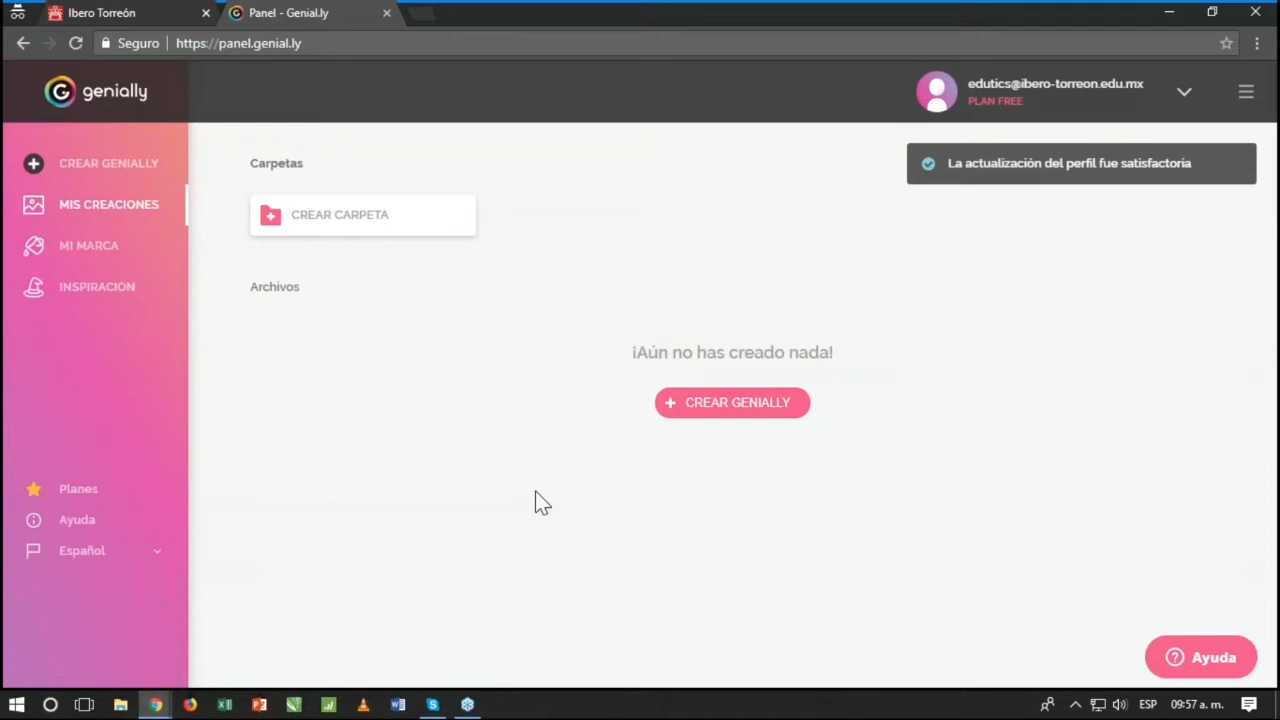 Ibero Torreón
Panel - Genial.ly
Seguro
https://panel.genial.ly
genially
edutics@ibero-torreon.edu.mx
PLAN FREE
CREAR GENIALLY
MIS CREACIONES
MI MARCA
INSPIRACIÓN
Planes
Ayuda
Español
Carpetas
La actualización del perfil fue satisfactoria
CREAR CARPETA
Archivos
¡Aún no has creado nada!
CREAR GENIALLY
Ayuda
ESP
09:57 a. m.